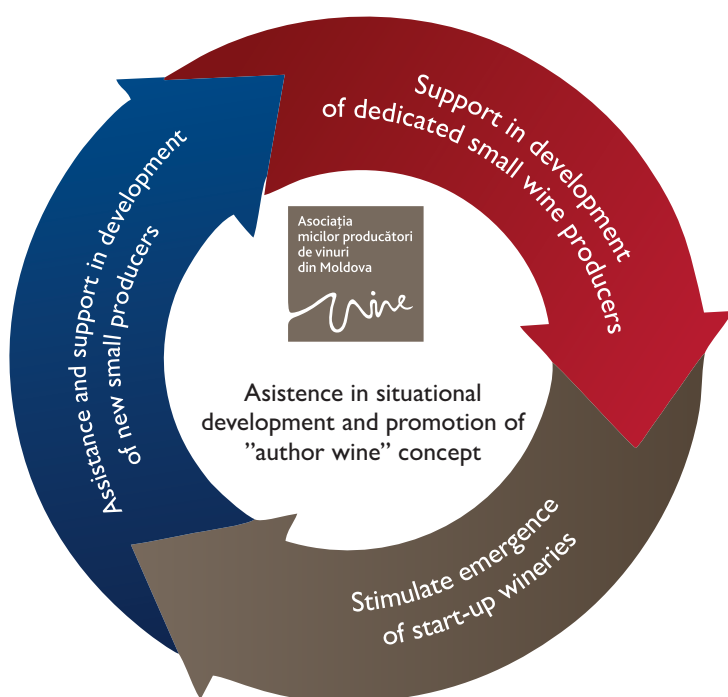 Support in development
of dedicated small wine producers
Asociația
micilor producători
de vinuri
din Moldova
wine
Assistance and support in development
of new small producers
Asistence in situational
development and promotion of
”author wine” concept
Stimulate emergence
of start-up wineries